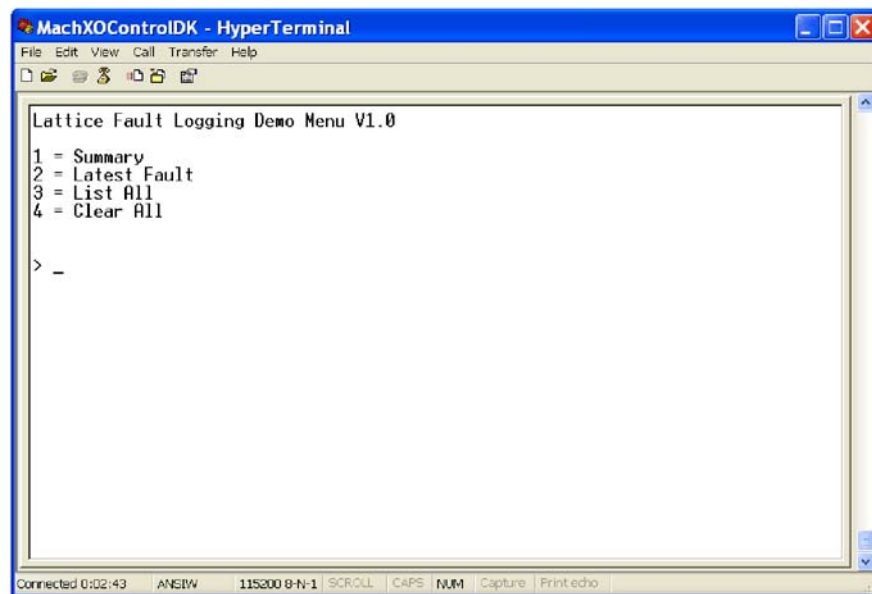 MachXOControlDK - HyperTerminal
File Edit View Call Transfer Help
Lattice Fault Logging Demo Menu V1.0
1 = Summary
2 = Latest Fault
3 = List All
4 = Clear All
> _
Connected 0:02:43 ANSIW 115200 8-N-1 SCROLL CAPS NUM Capture Print echo